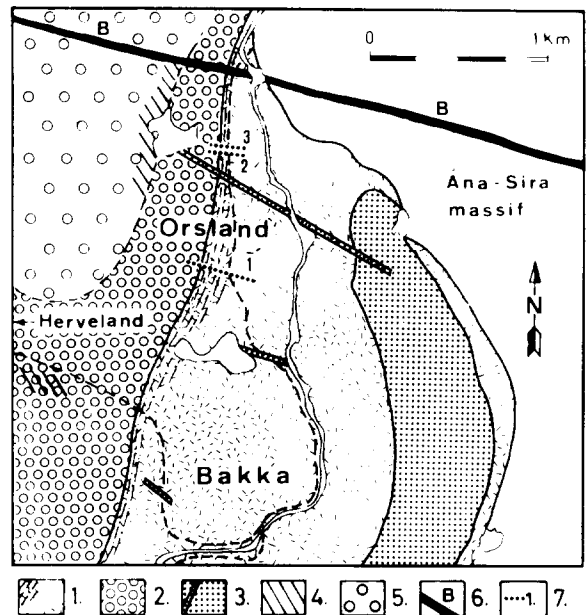 B
0 1 Km
B
3
2
Ana-Sira
massif
Orsland
1
N
Herveland
Bakka
1. 2. 3. 4. 5. B 6. 1. 7.